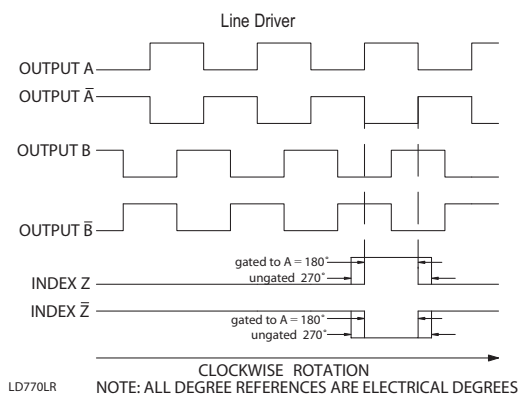 Line Driver
OUTPUT A
OUTPUT A̅
OUTPUT B
OUTPUT B̅
gated to A = 180°
ungated 270°
INDEX Z
INDEX Z̅
gated to A = 180°
ungated 270°
CLOCKWISE ROTATION
LD770LR NOTE: ALL DEGREE REFERENCES ARE ELECTRICAL DEGREES